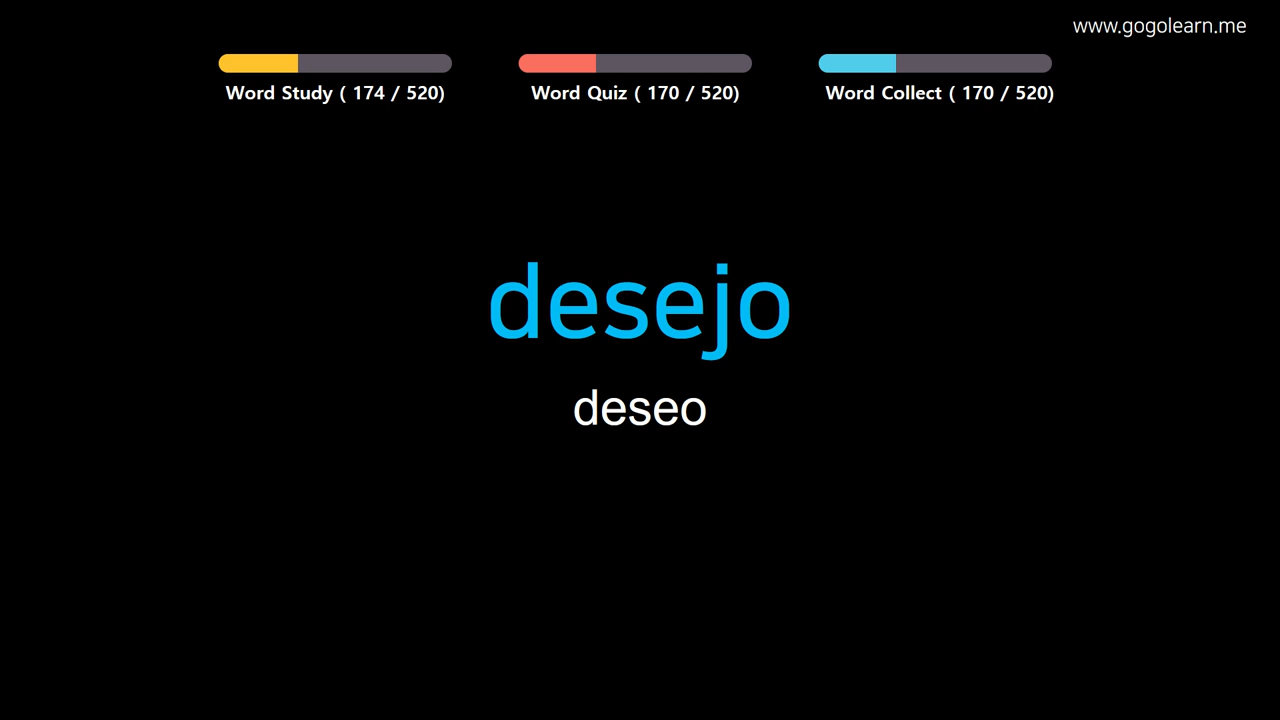 www.gogolearn.me
Word Study ( 174 / 520)
Word Quiz ( 170 / 520)
Word Collect ( 170 / 520)
desejo
deseo